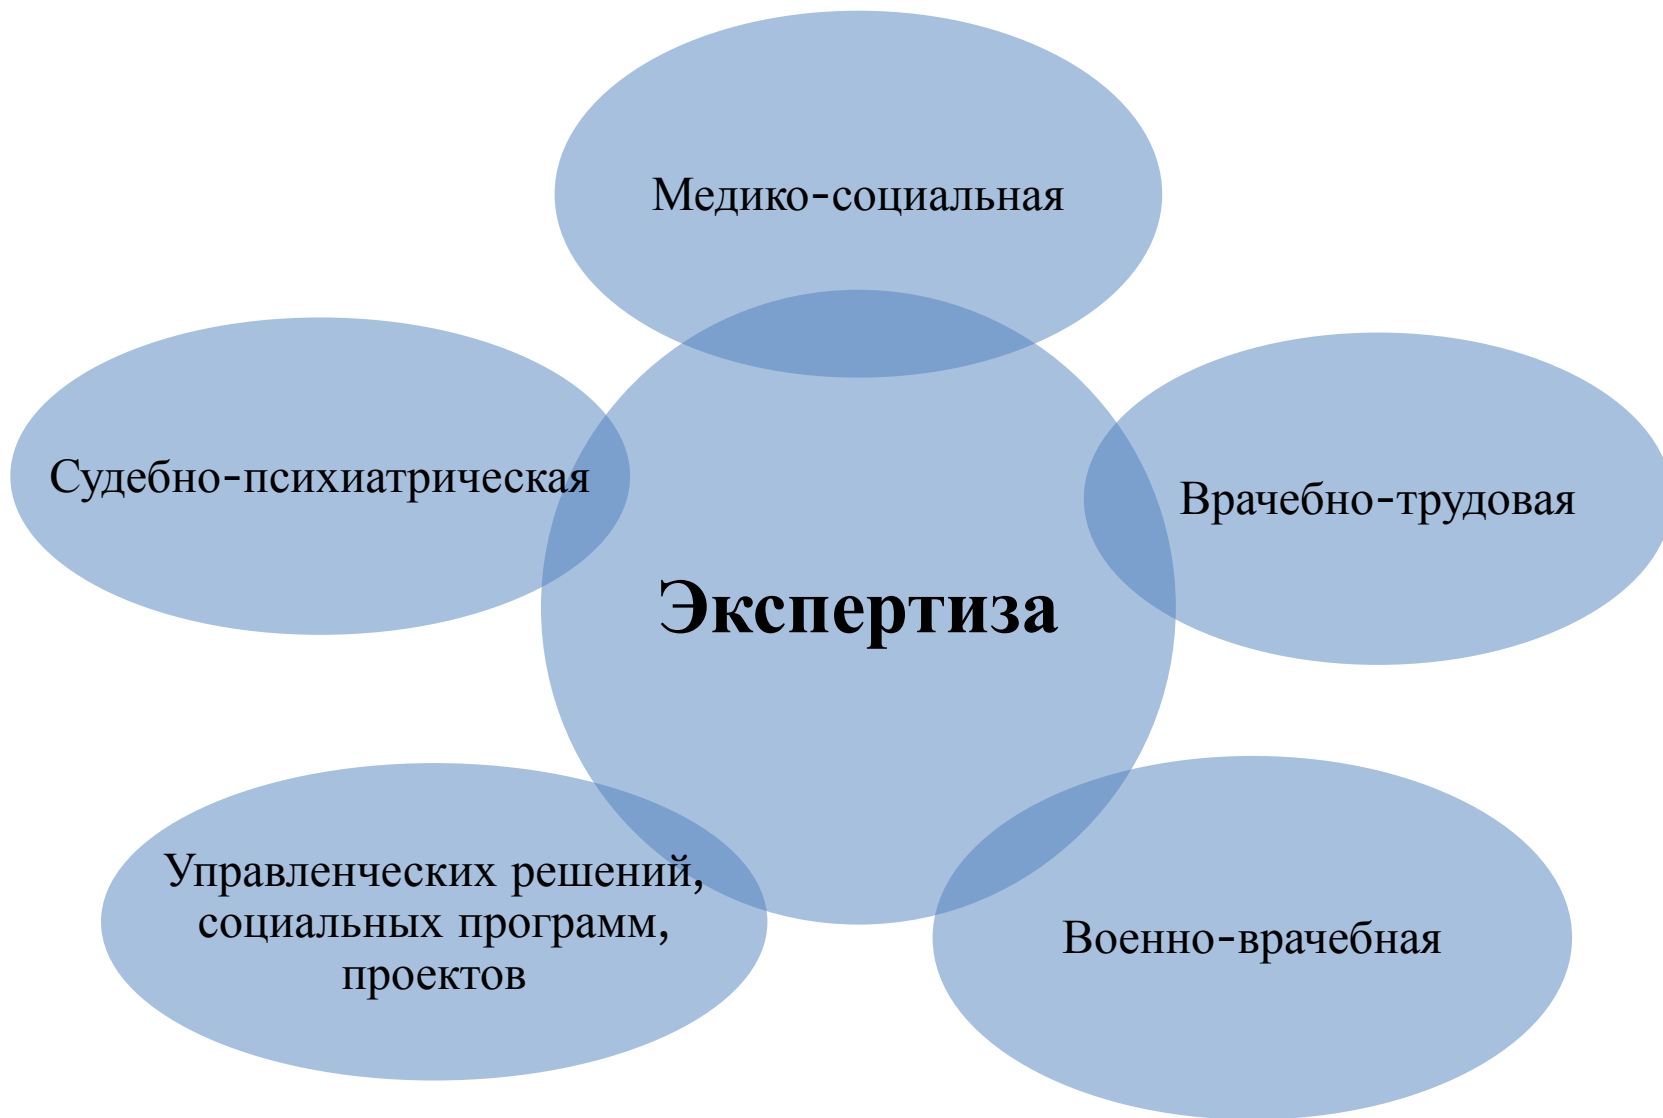 Медико-социальная
Судебно-психиатрическая
Врачебно-трудовая
Экспертиза
Управленческих решений,
социальных программ,
проектов
Военно-врачебная